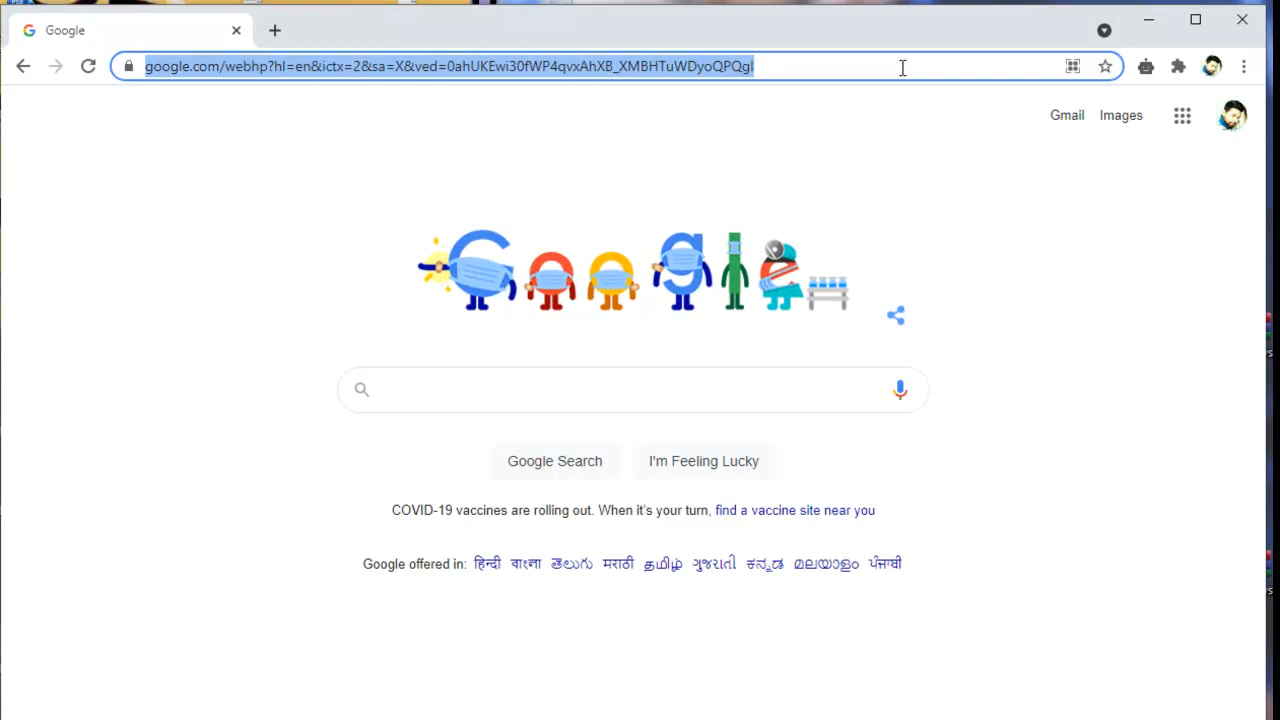 Google
google.com/webhp?hl=en&ictx=2&sa=X&ved=0ahUKEwi30fWP4qvxAhXB_XMBHTuWDyoQPQgI
Gmail Images
Google
Google Search I'm Feeling Lucky
COVID-19 vaccines are rolling out. When it's your turn, find a vaccine site near you
Google offered in: हिन्दी বাংলা తెలుగు मराठी தமிழ் ગુજરાતી ಕನ್ನಡ മലയാളം ਪੰਜਾਬੀ